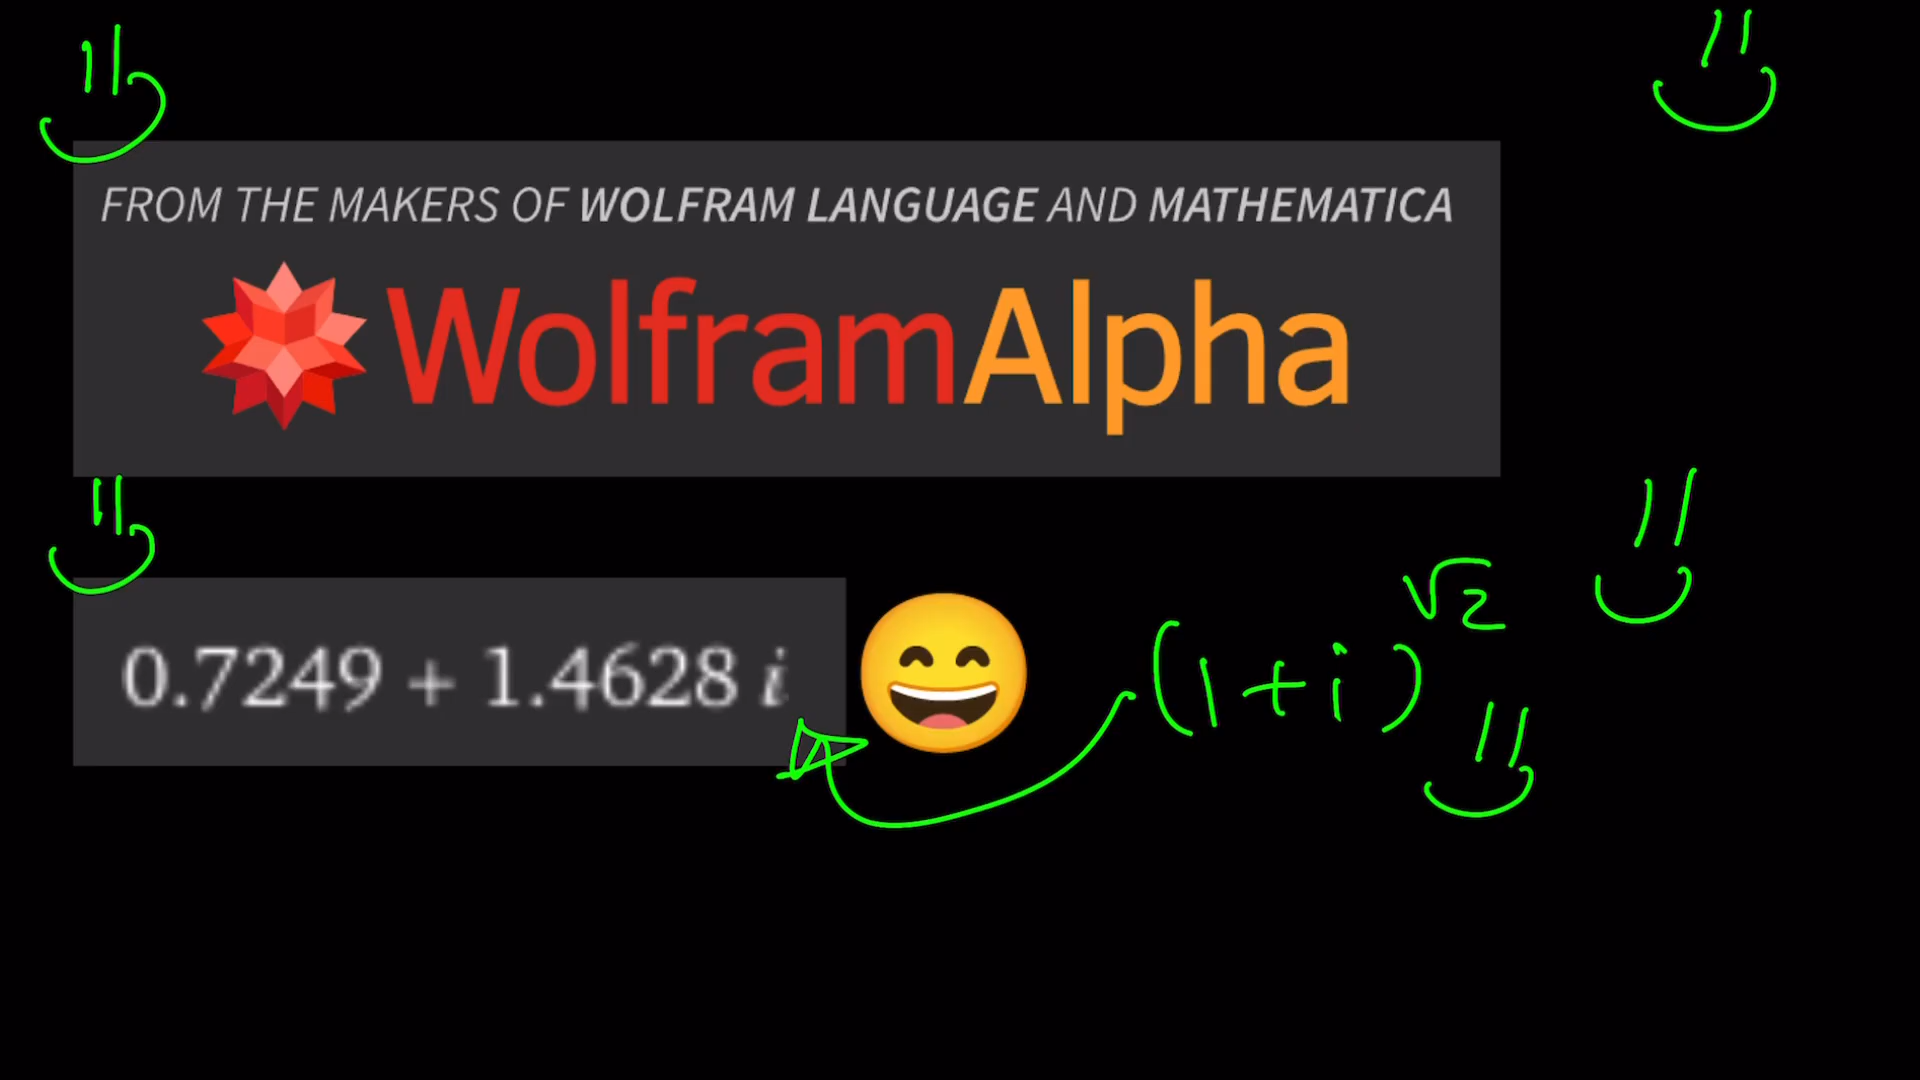 FROM THE MAKERS OF WOLFRAM LANGUAGE AND MATHEMATICA
WolframAlpha
0.7249 + 1.4628 i
(1+i)^√2